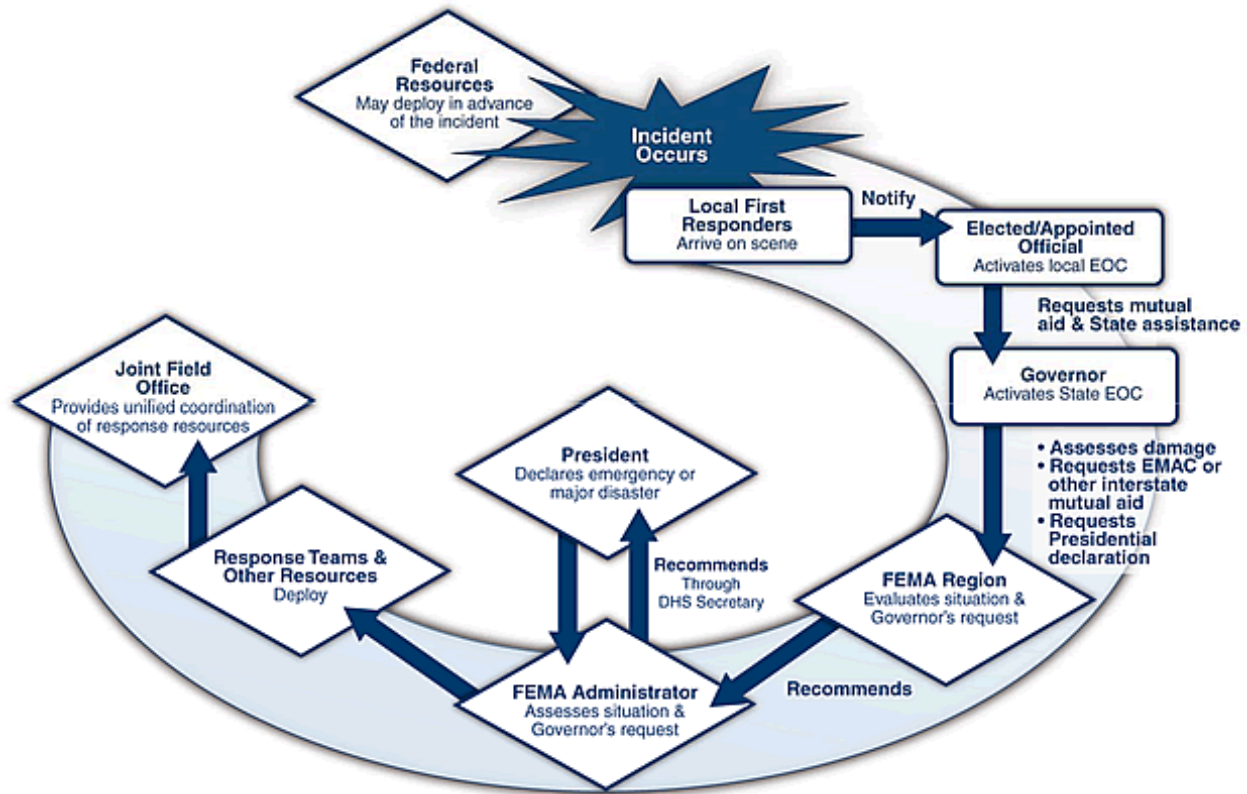 Federal
Resources
May deploy in advance
of the incident
Incident
Occurs
Local First
Responders
Arrive on scene
Notify
Elected/Appointed
Official
Activates local EOC
Requests mutual
aid & State assistance
Governor
Activates State EOC
• Assesses damage
• Requests EMAC or
other interstate
mutual aid
• Requests
Presidential
declaration
FEMA Region
Evaluates situation &
Governor's request
Recommends
FEMA Administrator
Assesses situation &
Governor's request
Recommends
Through
DHS Secretary
President
Declares emergency or
major disaster
Response Teams &
Other Resources
Deploy
Joint Field
Office
Provides unified coordination
of response resources